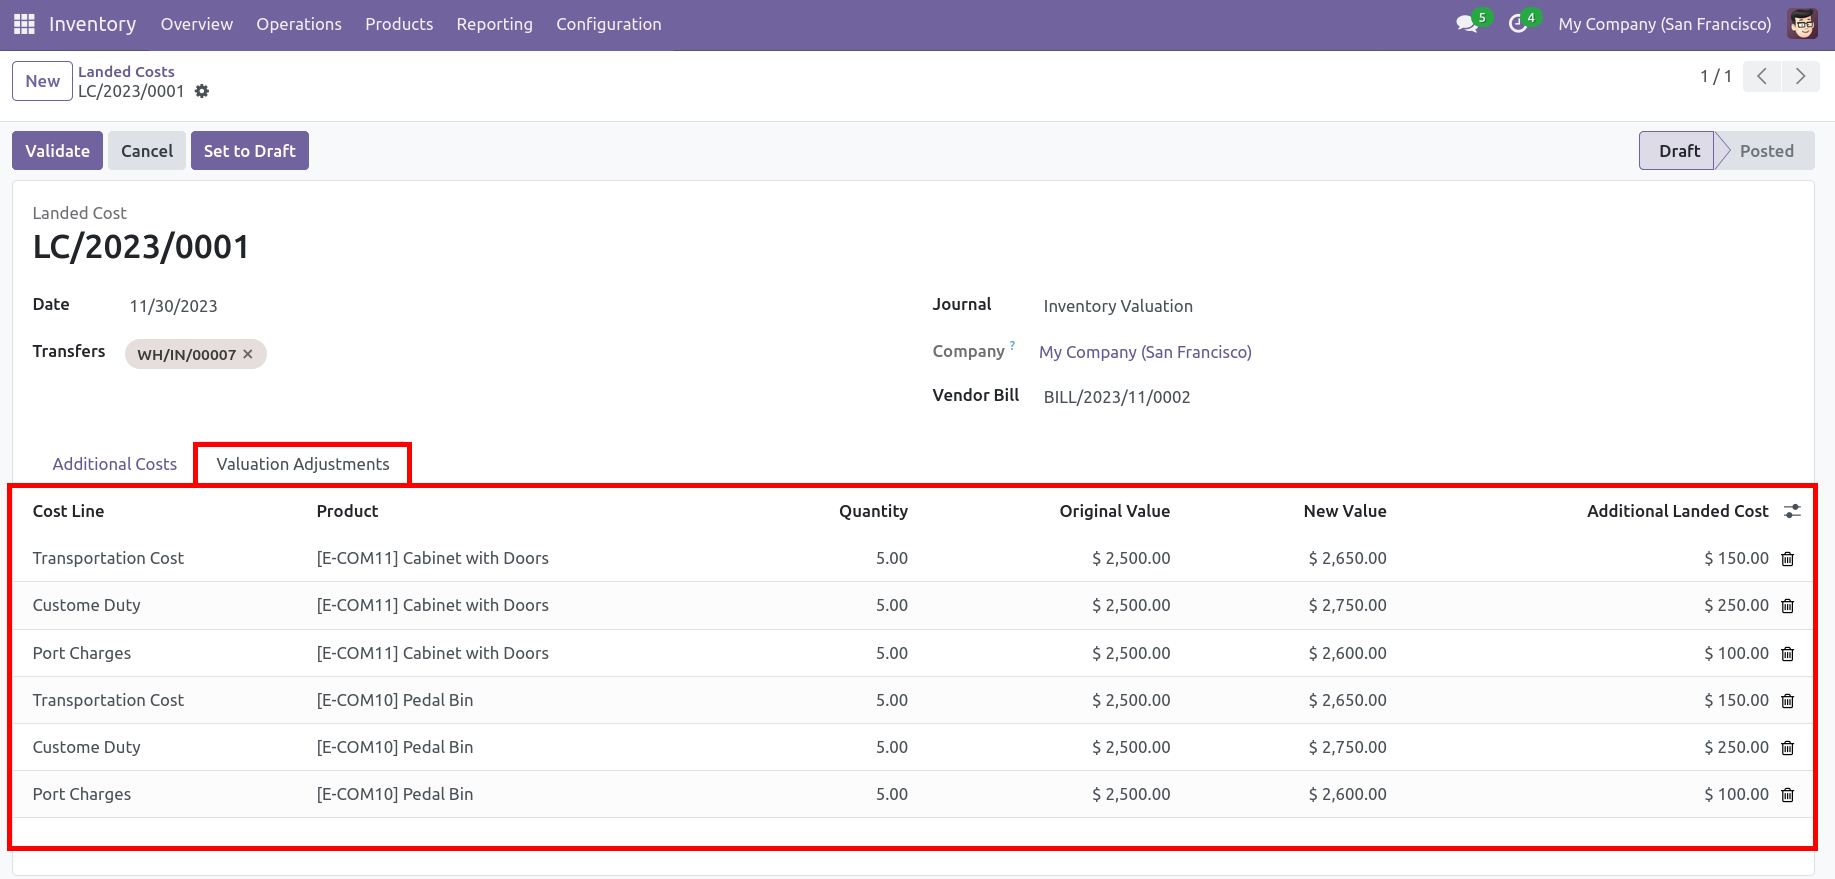 Inventory Overview Operations Products Reporting Configuration 5 4 My Company (San Francisco)
New Landed Costs 1 / 1
LC/2023/0001
Validate Cancel Set to Draft Draft Posted
Landed Cost
LC/2023/0001
Date 11/30/2023 Journal Inventory Valuation
Transfers WH/IN/00007 × Company ? My Company (San Francisco)
Vendor Bill BILL/2023/11/0002
Additional Costs Valuation Adjustments
Cost Line Product Quantity Original Value New Value Additional Landed Cost
Transportation Cost [E-COM11] Cabinet with Doors 5.00 $ 2,500.00 $ 2,650.00 $ 150.00
Custome Duty [E-COM11] Cabinet with Doors 5.00 $ 2,500.00 $ 2,750.00 $ 250.00
Port Charges [E-COM11] Cabinet with Doors 5.00 $ 2,500.00 $ 2,600.00 $ 100.00
Transportation Cost [E-COM10] Pedal Bin 5.00 $ 2,500.00 $ 2,650.00 $ 150.00
Custome Duty [E-COM10] Pedal Bin 5.00 $ 2,500.00 $ 2,750.00 $ 250.00
Port Charges [E-COM10] Pedal Bin 5.00 $ 2,500.00 $ 2,600.00 $ 100.00